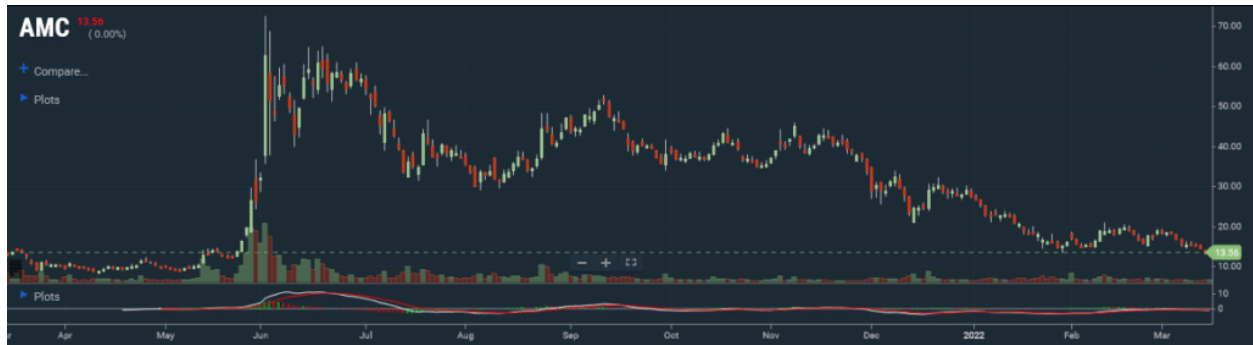 AMC 13.56
( 0.00%)
+ Compare...
Plots
70.00
60.00
50.00
40.00
30.00
20.00
13.56
10.00
Plots
10
0
Apr May Jun Jul Aug Sep Oct Nov Dec 2022 Feb Mar